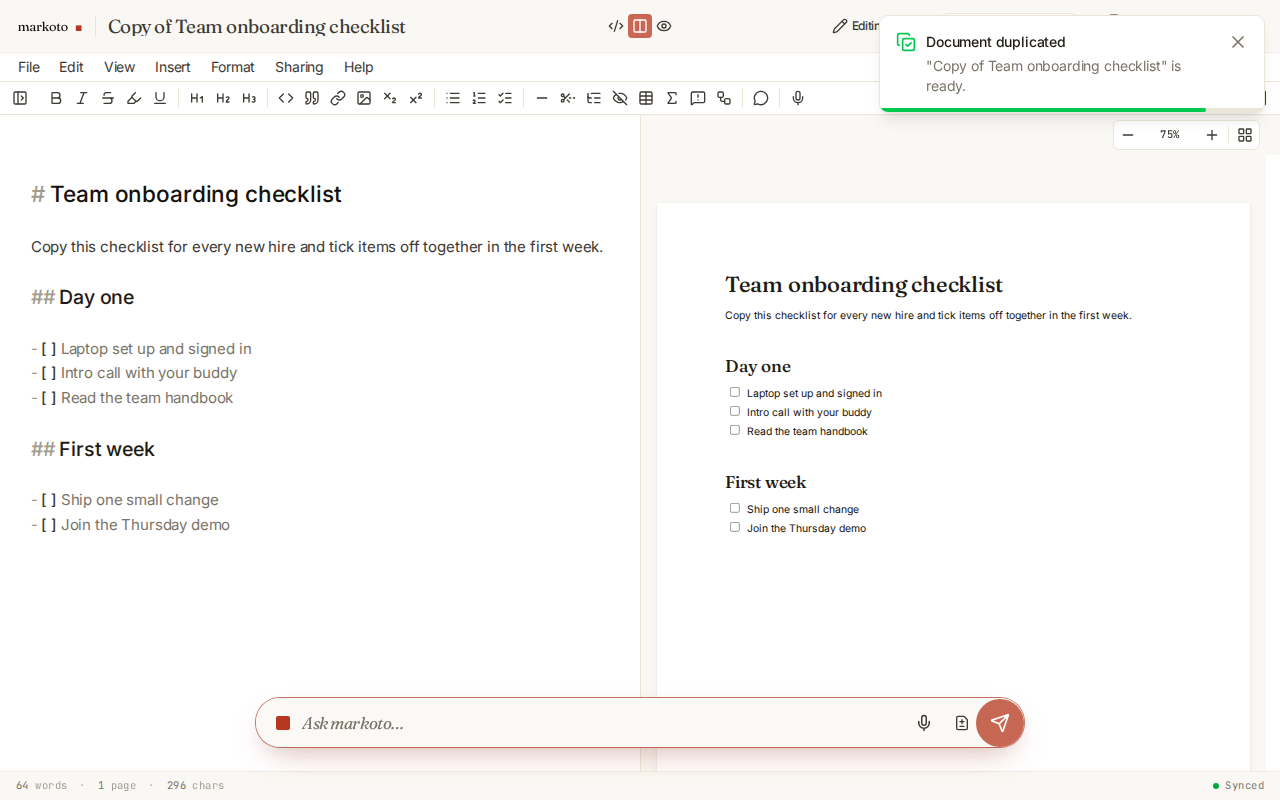 markoto
Copy of Team onboarding checklist
Document duplicated
"Copy of Team onboarding checklist" is
ready.
File Edit View Insert Format Sharing Help
B I S U H1 H2 H3 X2 X2
75%
# Team onboarding checklist
Copy this checklist for every new hire and tick items off together in the first week.
## Day one
- [ ] Laptop set up and signed in
- [ ] Intro call with your buddy
- [ ] Read the team handbook
## First week
- [ ] Ship one small change
- [ ] Join the Thursday demo
Team onboarding checklist
Copy this checklist for every new hire and tick items off together in the first week.
Day one
Laptop set up and signed in
Intro call with your buddy
Read the team handbook
First week
Ship one small change
Join the Thursday demo
Ask markoto...
64 words · 1 page · 296 chars
Synced